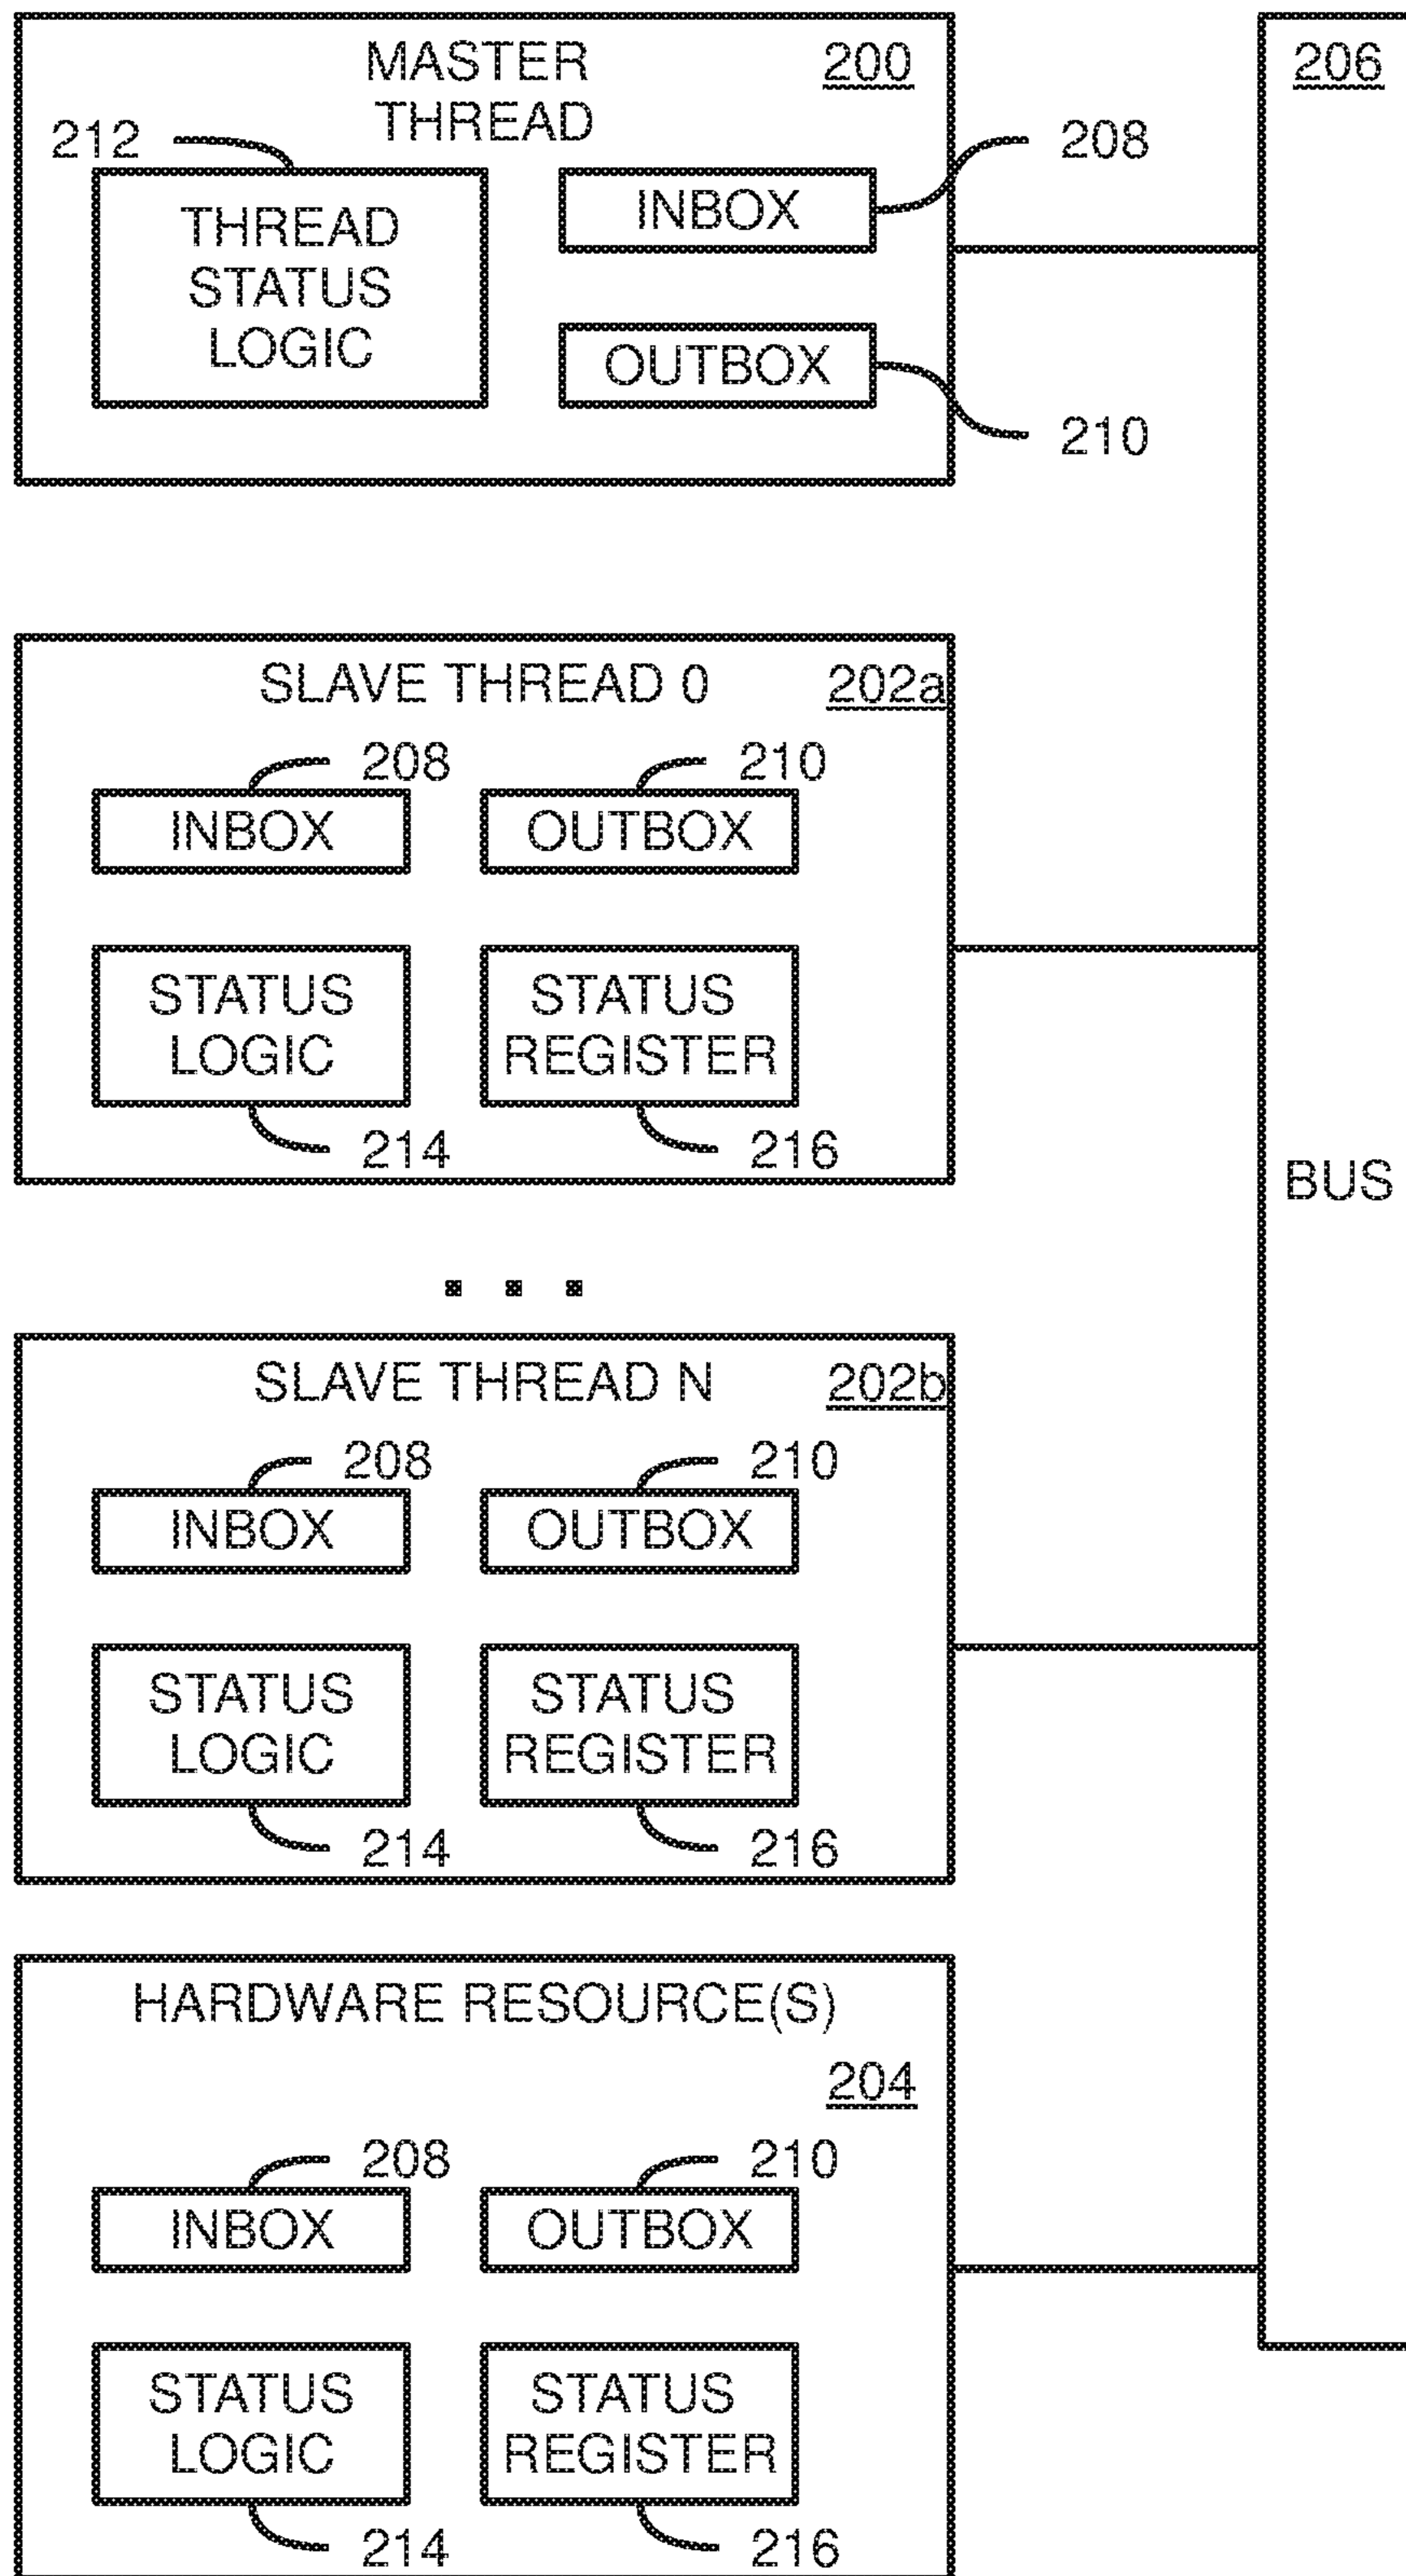 MASTER
THREAD
200
206
212
208
THREAD
STATUS
LOGIC
INBOX
OUTBOX
210
SLAVE THREAD 0
202a
208
210
INBOX
OUTBOX
STATUS
LOGIC
STATUS
REGISTER
214
216
BUS
. . .
SLAVE THREAD N
202b
208
210
INBOX
OUTBOX
STATUS
LOGIC
STATUS
REGISTER
214
216
HARDWARE RESOURCE(S)
204
208
210
INBOX
OUTBOX
STATUS
LOGIC
STATUS
REGISTER
214
216